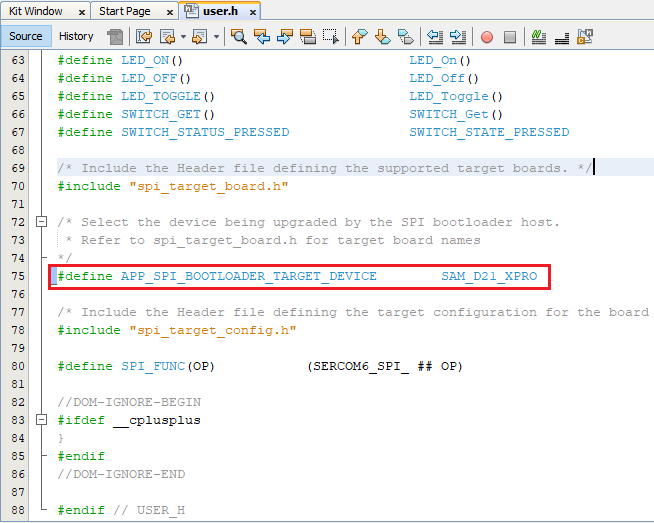 Kit Window x Start Page x user.h x
Source History
63 #define LED_ON() LED_On()
64 #define LED_OFF() LED_Off()
65 #define LED_TOGGLE() LED_Toggle()
66 #define SWITCH_GET() SWITCH_Get()
67 #define SWITCH_STATUS_PRESSED SWITCH_STATE_PRESSED
68
69 /* Include the Header file defining the supported target boards. */
70 #include "spi_target_board.h"
71
72 /* Select the device being upgraded by the SPI bootloader host.
73 * Refer to spi_target_board.h for target board names
74 */
75 #define APP_SPI_BOOTLOADER_TARGET_DEVICE SAM_D21_XPRO
76
77 /* Include the Header file defining the target configuration for the board
78 #include "spi_target_config.h"
79
80 #define SPI_FUNC(OP) (SERCOM6_SPI_ ## OP)
81
82 //DOM-IGNORE-BEGIN
83 #ifdef __cplusplus
84 }
85 #endif
86 //DOM-IGNORE-END
87
88 #endif // USER_H